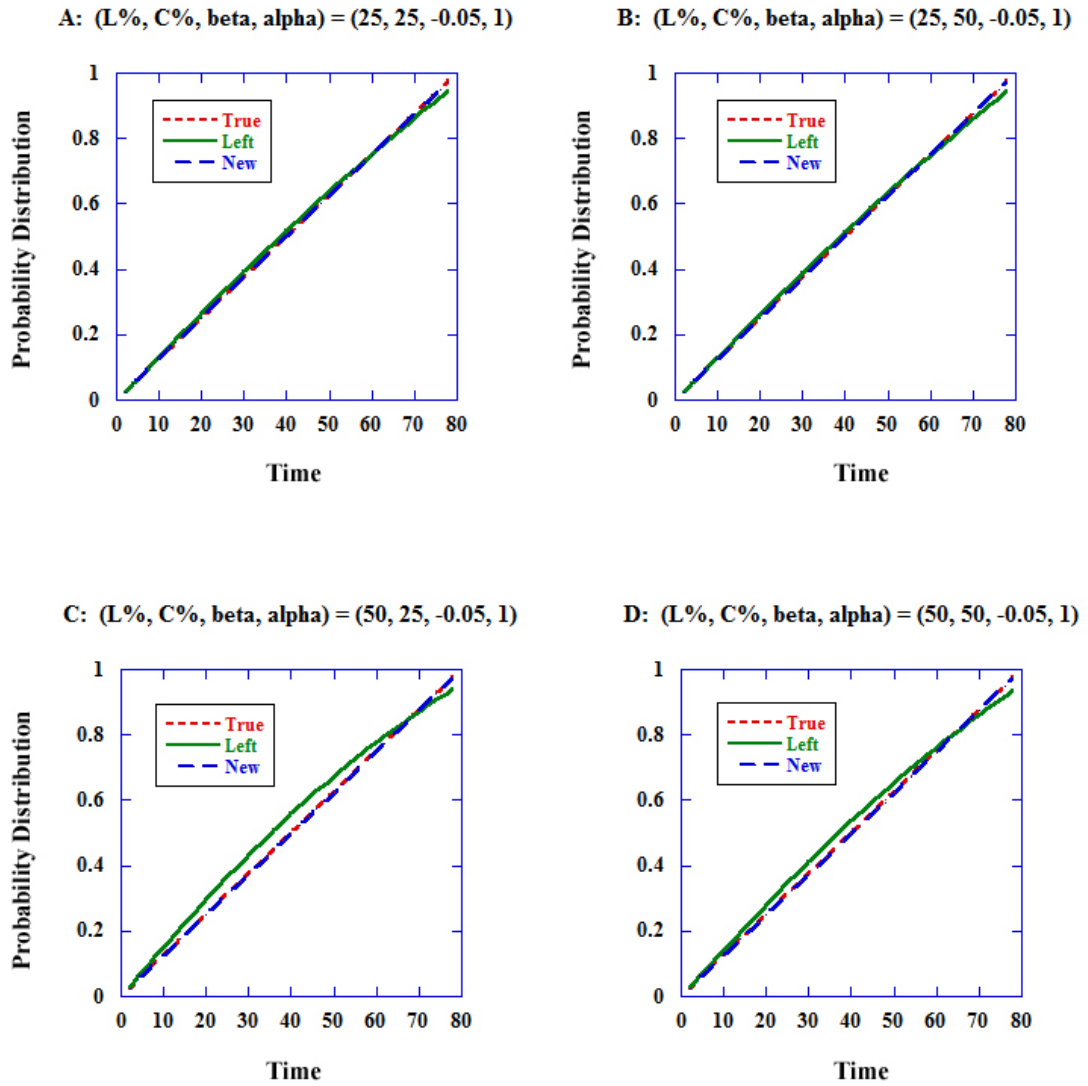 A: (L%, C%, beta, alpha) = (25, 25, -0.05, 1)
Probability Distribution
1
0.8
0.6
0.4
0.2
0
True
Left
New
0 10 20 30 40 50 60 70 80
Time
B: (L%, C%, beta, alpha) = (25, 50, -0.05, 1)
Probability Distribution
1
0.8
0.6
0.4
0.2
0
True
Left
New
0 10 20 30 40 50 60 70 80
Time
C: (L%, C%, beta, alpha) = (50, 25, -0.05, 1)
Probability Distribution
1
0.8
0.6
0.4
0.2
0
True
Left
New
0 10 20 30 40 50 60 70 80
Time
D: (L%, C%, beta, alpha) = (50, 50, -0.05, 1)
Probability Distribution
1
0.8
0.6
0.4
0.2
0
True
Left
New
0 10 20 30 40 50 60 70 80
Time